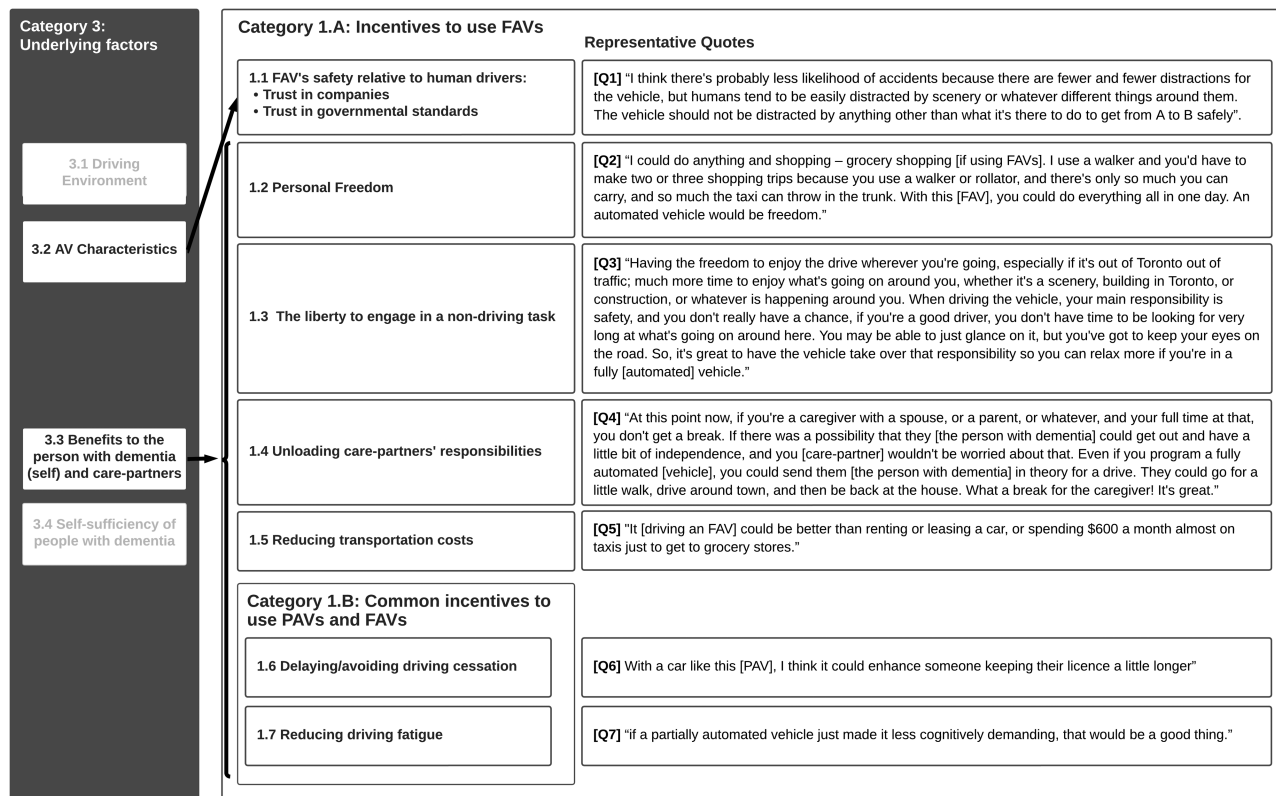 Category 3:
Underlying factors
3.1 Driving
Environment
3.2 AV Characteristics
3.3 Benefits to the
person with dementia
(self) and care-partners
3.4 Self-sufficiency of
people with dementia
Category 1.A: Incentives to use FAVs
Representative Quotes
1.1 FAV's safety relative to human drivers:
• Trust in companies
• Trust in governmental standards
[Q1] “I think there's probably less likelihood of accidents because there are fewer and fewer distractions for
the vehicle, but humans tend to be easily distracted by scenery or whatever different things around them.
The vehicle should not be distracted by anything other than what it's there to do to get from A to B safely”.
1.2 Personal Freedom
[Q2] “I could do anything and shopping – grocery shopping [if using FAVs]. I use a walker and you'd have to
make two or three shopping trips because you use a walker or rollator, and there's only so much you can
carry, and so much the taxi can throw in the trunk. With this [FAV], you could do everything all in one day. An
automated vehicle would be freedom.”
1.3 The liberty to engage in a non-driving task
[Q3] “Having the freedom to enjoy the drive wherever you're going, especially if it's out of Toronto out of
traffic; much more time to enjoy what's going on around you, whether it's a scenery, building in Toronto, or
construction, or whatever is happening around you. When driving the vehicle, your main responsibility is
safety, and you don't really have a chance, if you're a good driver, you don't have time to be looking for very
long at what's going on around here. You may be able to just glance on it, but you've got to keep your eyes on
the road. So, it's great to have the vehicle take over that responsibility so you can relax more if you're in a
fully [automated] vehicle.”
1.4 Unloading care-partners' responsibilities
[Q4] “At this point now, if you're a caregiver with a spouse, or a parent, or whatever, and your full time at that,
you don't get a break. If there was a possibility that they [the person with dementia] could get out and have a
little bit of independence, and you [care-partner] wouldn't be worried about that. Even if you program a fully
automated [vehicle], you could send them [the person with dementia] in theory for a drive. They could go for a
little walk, drive around town, and then be back at the house. What a break for the caregiver! It's great.”
1.5 Reducing transportation costs
[Q5] "It [driving an FAV] could be better than renting or leasing a car, or spending $600 a month almost on
taxis just to get to grocery stores.”
Category 1.B: Common incentives to
use PAVs and FAVs
1.6 Delaying/avoiding driving cessation
[Q6] With a car like this [PAV], I think it could enhance someone keeping their licence a little longer”
1.7 Reducing driving fatigue
[Q7] “if a partially automated vehicle just made it less cognitively demanding, that would be a good thing.”